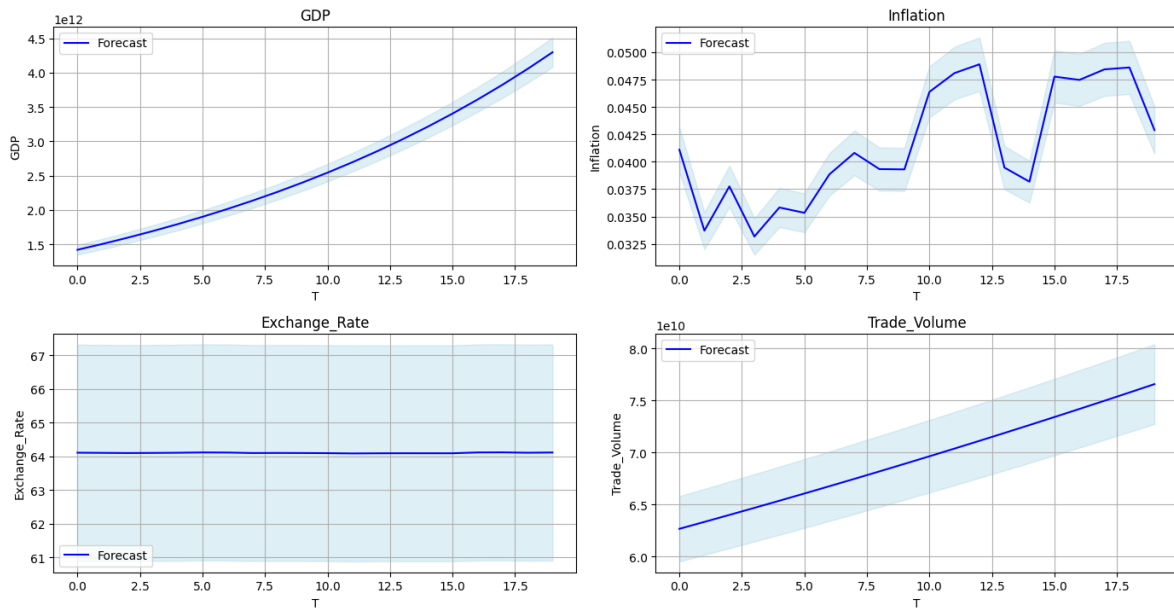 GDP
1e12
Forecast
4.5
4.0
3.5
3.0
2.5
2.0
1.5
GDP
0.0 2.5 5.0 7.5 10.0 12.5 15.0 17.5
T
Inflation
Forecast
0.0500
0.0475
0.0450
0.0425
0.0400
0.0375
0.0350
0.0325
Inflation
0.0 2.5 5.0 7.5 10.0 12.5 15.0 17.5
T
Exchange_Rate
67
66
65
64
63
62
61
Exchange_Rate
Forecast
0.0 2.5 5.0 7.5 10.0 12.5 15.0 17.5
T
Trade_Volume
1e10
Forecast
8.0
7.5
7.0
6.5
6.0
Trade_Volume
0.0 2.5 5.0 7.5 10.0 12.5 15.0 17.5
T